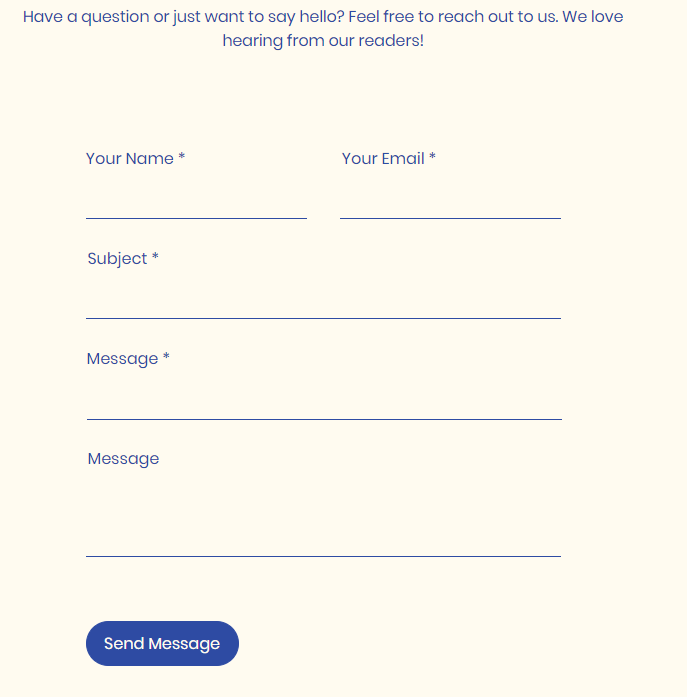 Have a question or just want to say hello? Feel free to reach out to us. We love
hearing from our readers!
Your Name * Your Email *
Subject *
Message *
Message
Send Message